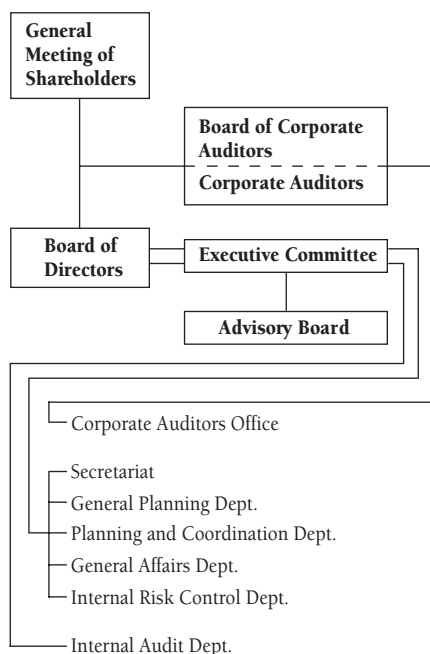 General
Meeting of
Shareholders
Board of Corporate
Auditors
Corporate Auditors
Board of
Directors
Executive Committee
Advisory Board
Corporate Auditors Office
Secretariat
General Planning Dept.
Planning and Coordination Dept.
General Affairs Dept.
Internal Risk Control Dept.
Internal Audit Dept.